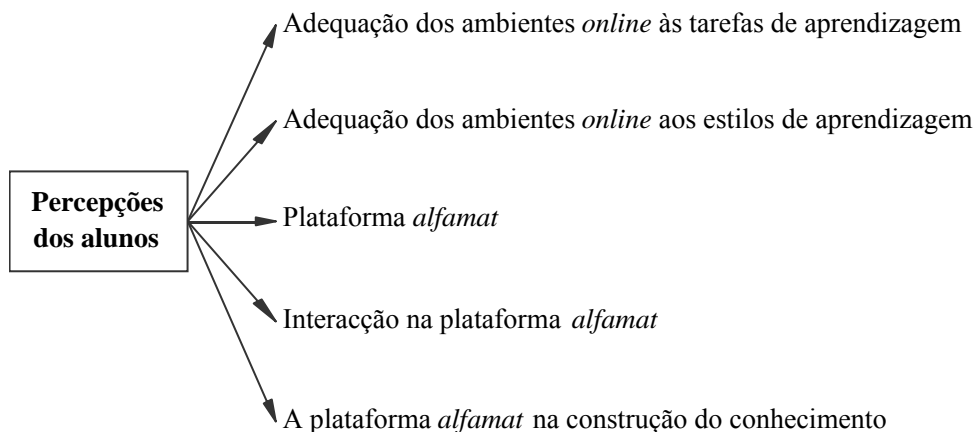 Adequação dos ambientes online às tarefas de aprendizagem
Adequação dos ambientes online aos estilos de aprendizagem
Percepções
dos alunos
Plataforma alfamat
Interacção na plataforma alfamat
A plataforma alfamat na construção do conhecimento